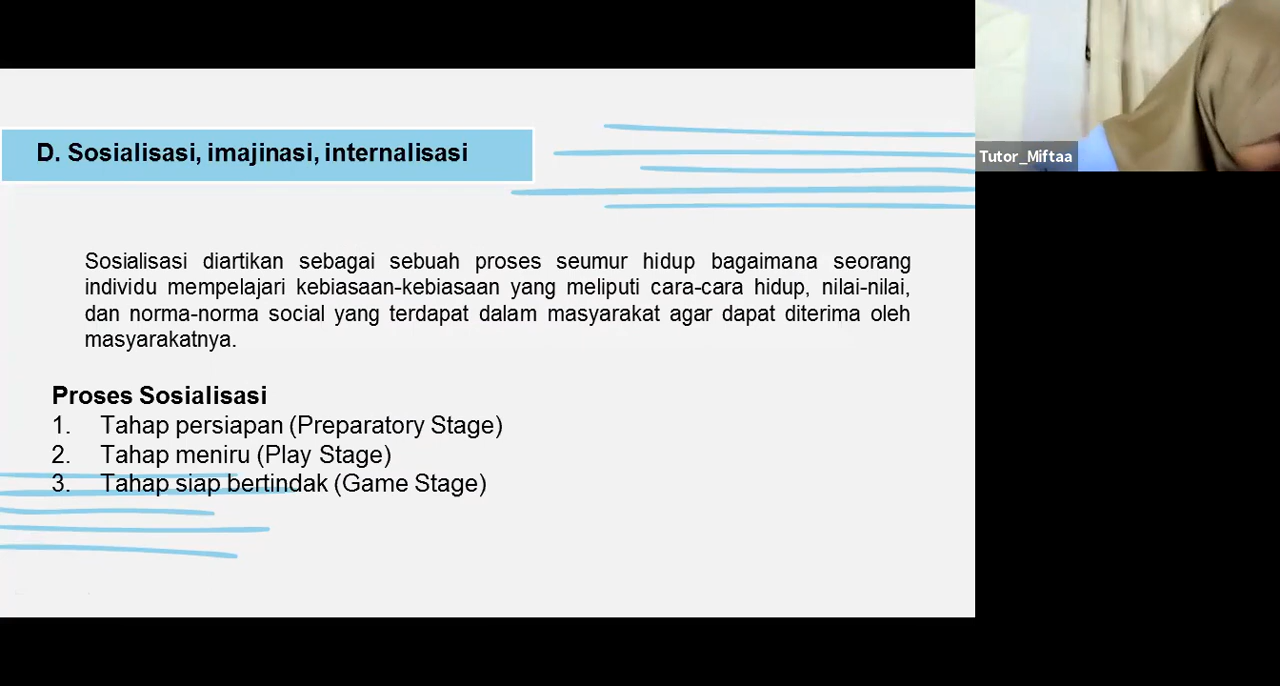 D. Sosialisasi, imajinasi, internalisasi
Tutor_Miftaa
Sosialisasi diartikan sebagai sebuah proses seumur hidup bagaimana seorang
individu mempelajari kebiasaan-kebiasaan yang meliputi cara-cara hidup, nilai-nilai,
dan norma-norma social yang terdapat dalam masyarakat agar dapat diterima oleh
masyarakatnya.
Proses Sosialisasi
1. Tahap persiapan (Preparatory Stage)
2. Tahap meniru (Play Stage)
3. Tahap siap bertindak (Game Stage)